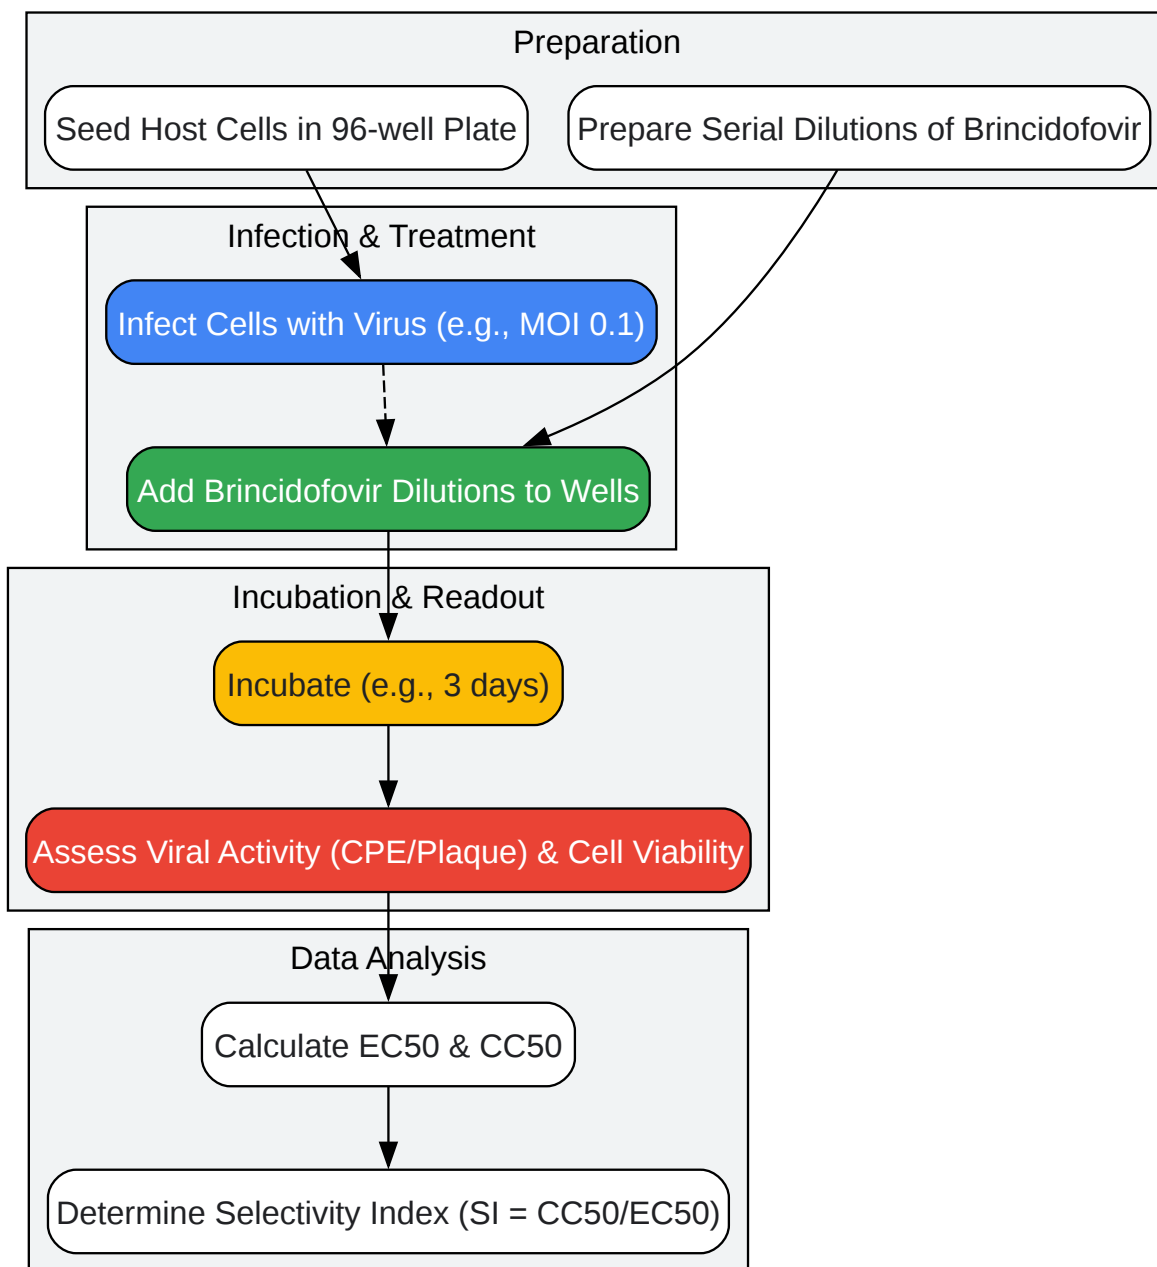 Preparation
Seed Host Cells in 96-well Plate
Prepare Serial Dilutions of Brincidofovir
Infection & Treatment
Infect Cells with Virus (e.g., MOI 0.1)
Add Brincidofovir Dilutions to Wells
Incubation & Readout
Incubate (e.g., 3 days)
Assess Viral Activity (CPE/Plaque) & Cell Viability
Data Analysis
Calculate EC50 & CC50
Determine Selectivity Index (SI = CC50/EC50)